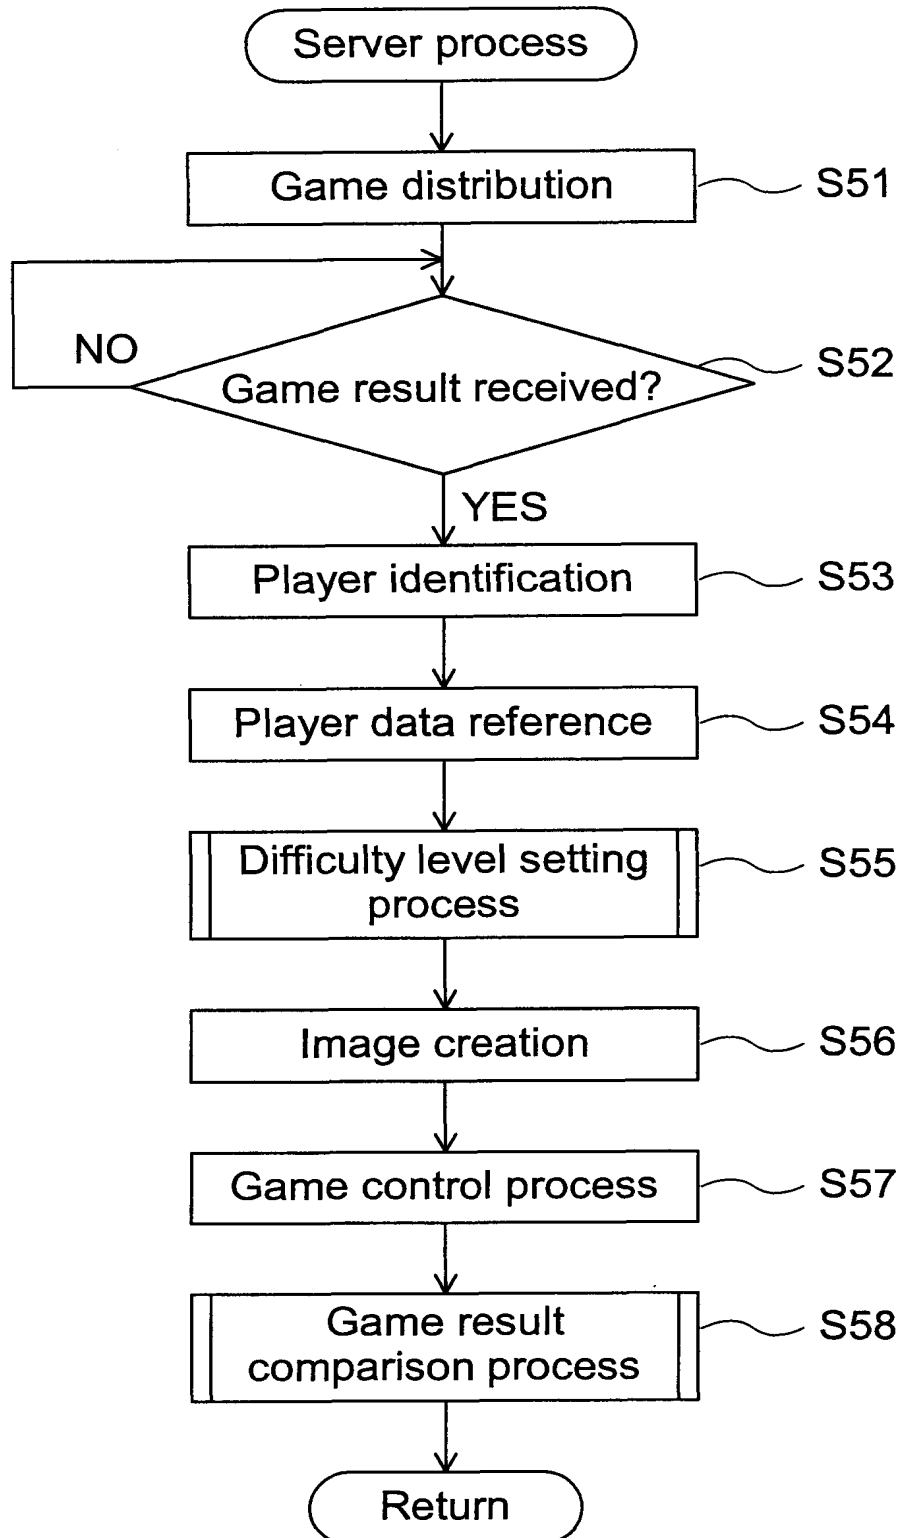 Server process
Game distribution
S51
NO
Game result received?
S52
YES
Player identification
S53
Player data reference
S54
Difficulty level setting
process
S55
Image creation
S56
Game control process
S57
Game result
comparison process
S58
Return